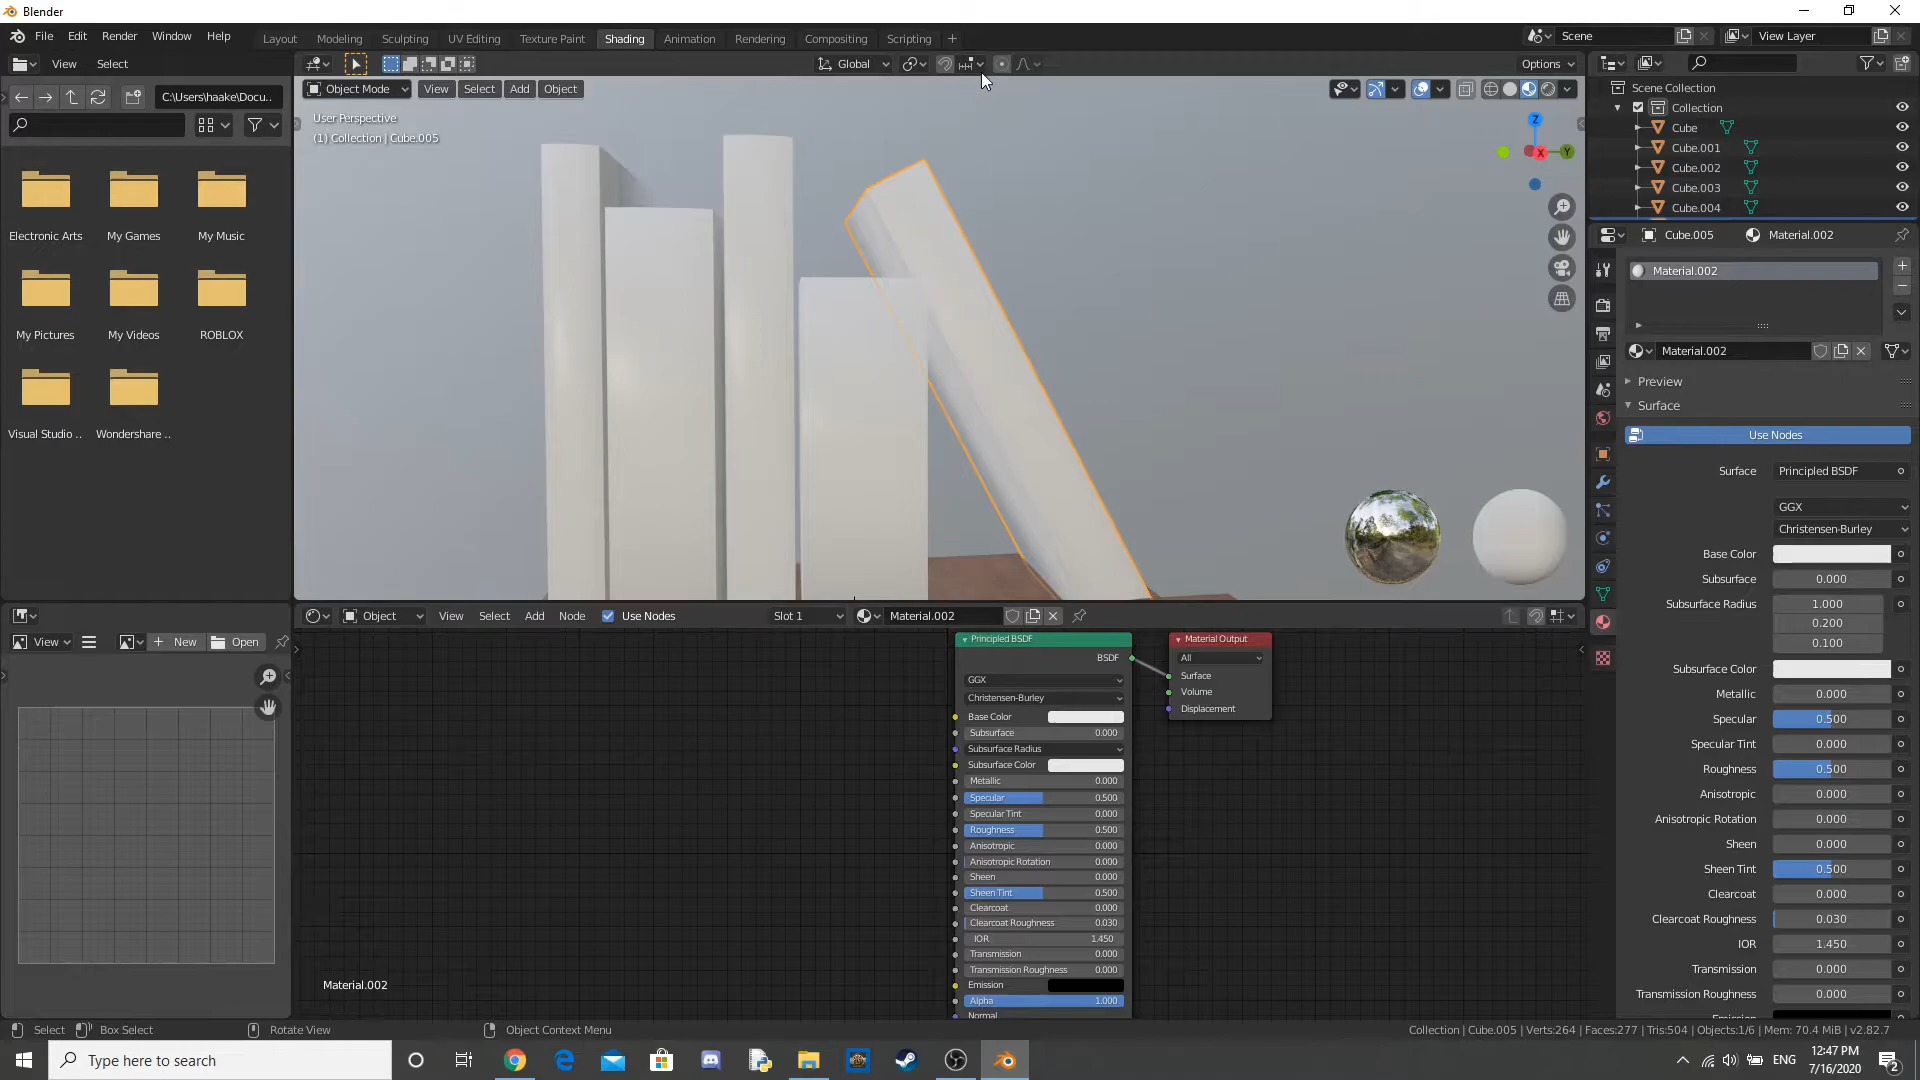 Blender
File Edit Render Window Help
Layout Modeling Sculpting UV Editing Texture Paint Shading Animation Rendering Compositing Scripting +
Scene
View Layer
View Select
Global
Options
C:\Users\haake\Docu..
Object Mode View Select Add Object
User Perspective
(1) Collection | Cube.005
Z
X
Y
Electronic Arts My Games My Music
My Pictures My Videos ROBLOX
Visual Studio .. Wondershare ..
Scene Collection
Collection
Cube
Cube.001
Cube.002
Cube.003
Cube.004
Cube.005 Material.002
Material.002
Material.002
Preview
Surface
Use Nodes
Surface Principled BSDF
GGX
Christensen-Burley
Base Color
Subsurface 0.000
Subsurface Radius 1.000
0.200
0.100
Subsurface Color
Metallic 0.000
Specular 0.500
Specular Tint 0.000
Roughness 0.500
Anisotropic 0.000
Anisotropic Rotation 0.000
Sheen 0.000
Sheen Tint 0.500
Clearcoat 0.000
Clearcoat Roughness 0.030
IOR 1.450
Transmission 0.000
Transmission Roughness 0.000
View + New Open
Object View Select Add Node Use Nodes Slot 1 Material.002
Principled BSDF
BSDF
GGX
Christensen-Burley
Base Color
Subsurface 0.000
Subsurface Radius
Subsurface Color
Metallic 0.000
Specular 0.500
Specular Tint 0.000
Roughness 0.500
Anisotropic 0.000
Anisotropic Rotation 0.000
Sheen 0.000
Sheen Tint 0.500
Clearcoat 0.000
Clearcoat Roughness 0.030
IOR 1.450
Transmission 0.000
Transmission Roughness 0.000
Emission
Alpha 1.000
Normal
Material Output
All
Surface
Volume
Displacement
Material.002
Select Box Select Rotate View Object Context Menu
Collection | Cube.005 | Verts:264 | Faces:277 | Tris:504 | Objects:1/6 | Mem: 70.4 MiB | v2.82.7
Type here to search
ENG
12:47 PM
7/16/2020
2